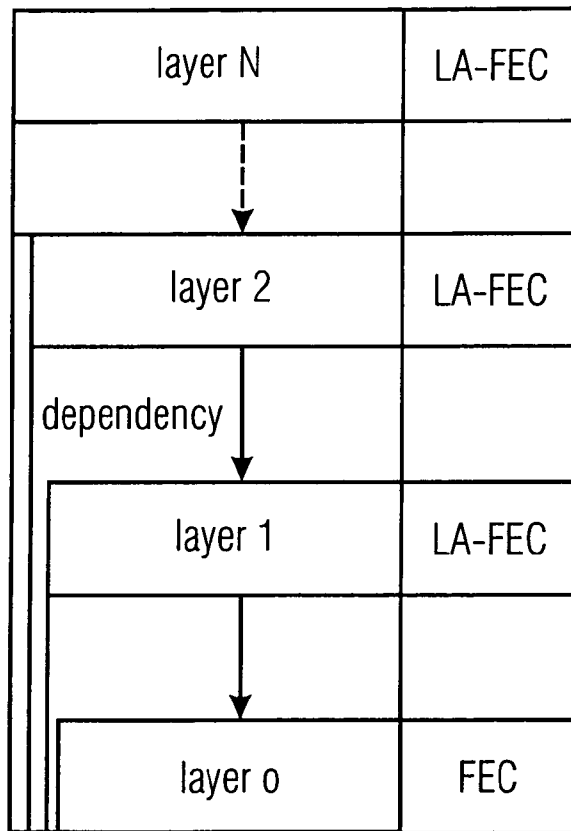 layer N LA-FEC
layer 2 LA-FEC
dependency
layer 1 LA-FEC
layer o FEC